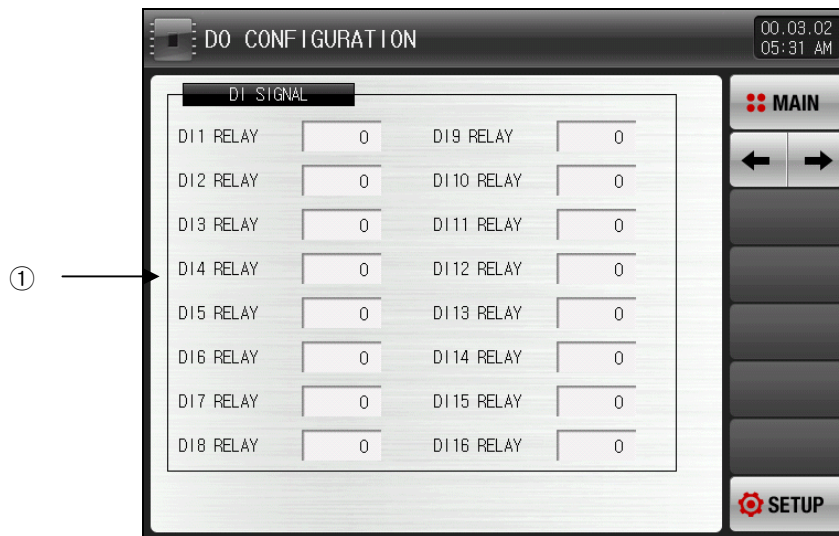 DO CONFIGURATION
00.03.02
05:31 AM
DI SIGNAL
MAIN
DI1 RELAY 0 DI9 RELAY 0
DI2 RELAY 0 DI10 RELAY 0
DI3 RELAY 0 DI11 RELAY 0
①
DI4 RELAY 0 DI12 RELAY 0
DI5 RELAY 0 DI13 RELAY 0
DI6 RELAY 0 DI14 RELAY 0
DI7 RELAY 0 DI15 RELAY 0
DI8 RELAY 0 DI16 RELAY 0
SETUP